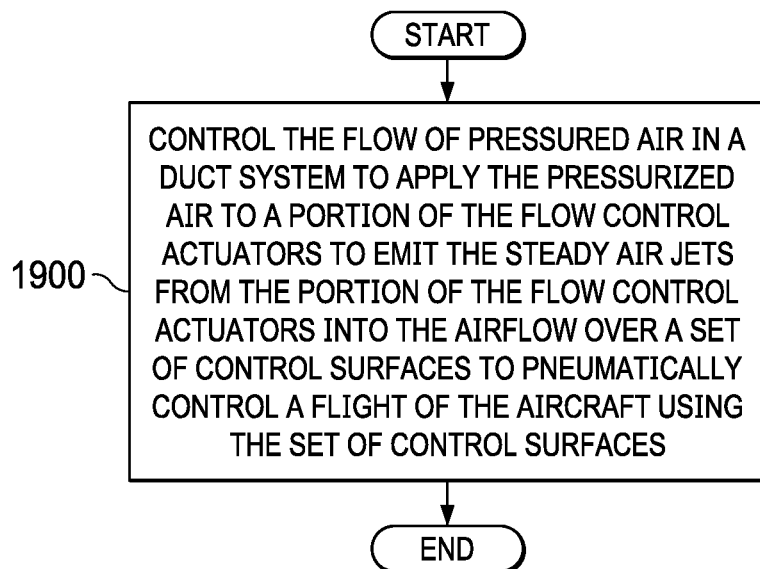 START
CONTROL THE FLOW OF PRESSURED AIR IN A
DUCT SYSTEM TO APPLY THE PRESSURIZED
AIR TO A PORTION OF THE FLOW CONTROL
ACTUATORS TO EMIT THE STEADY AIR JETS
FROM THE PORTION OF THE FLOW CONTROL
ACTUATORS INTO THE AIRFLOW OVER A SET
OF CONTROL SURFACES TO PNEUMATICALLY
CONTROL A FLIGHT OF THE AIRCRAFT USING
THE SET OF CONTROL SURFACES
1900
END